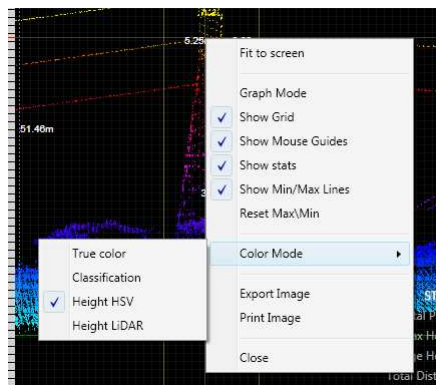 5.25
51.46m
Fit to screen
Graph Mode
Show Grid
Show Mouse Guides
Show stats
Show Min/Max Lines
Reset Max\Min
Color Mode
True color
Classification
Height HSV
Height LiDAR
Export Image
Print Image
Close
ST
Total Dist